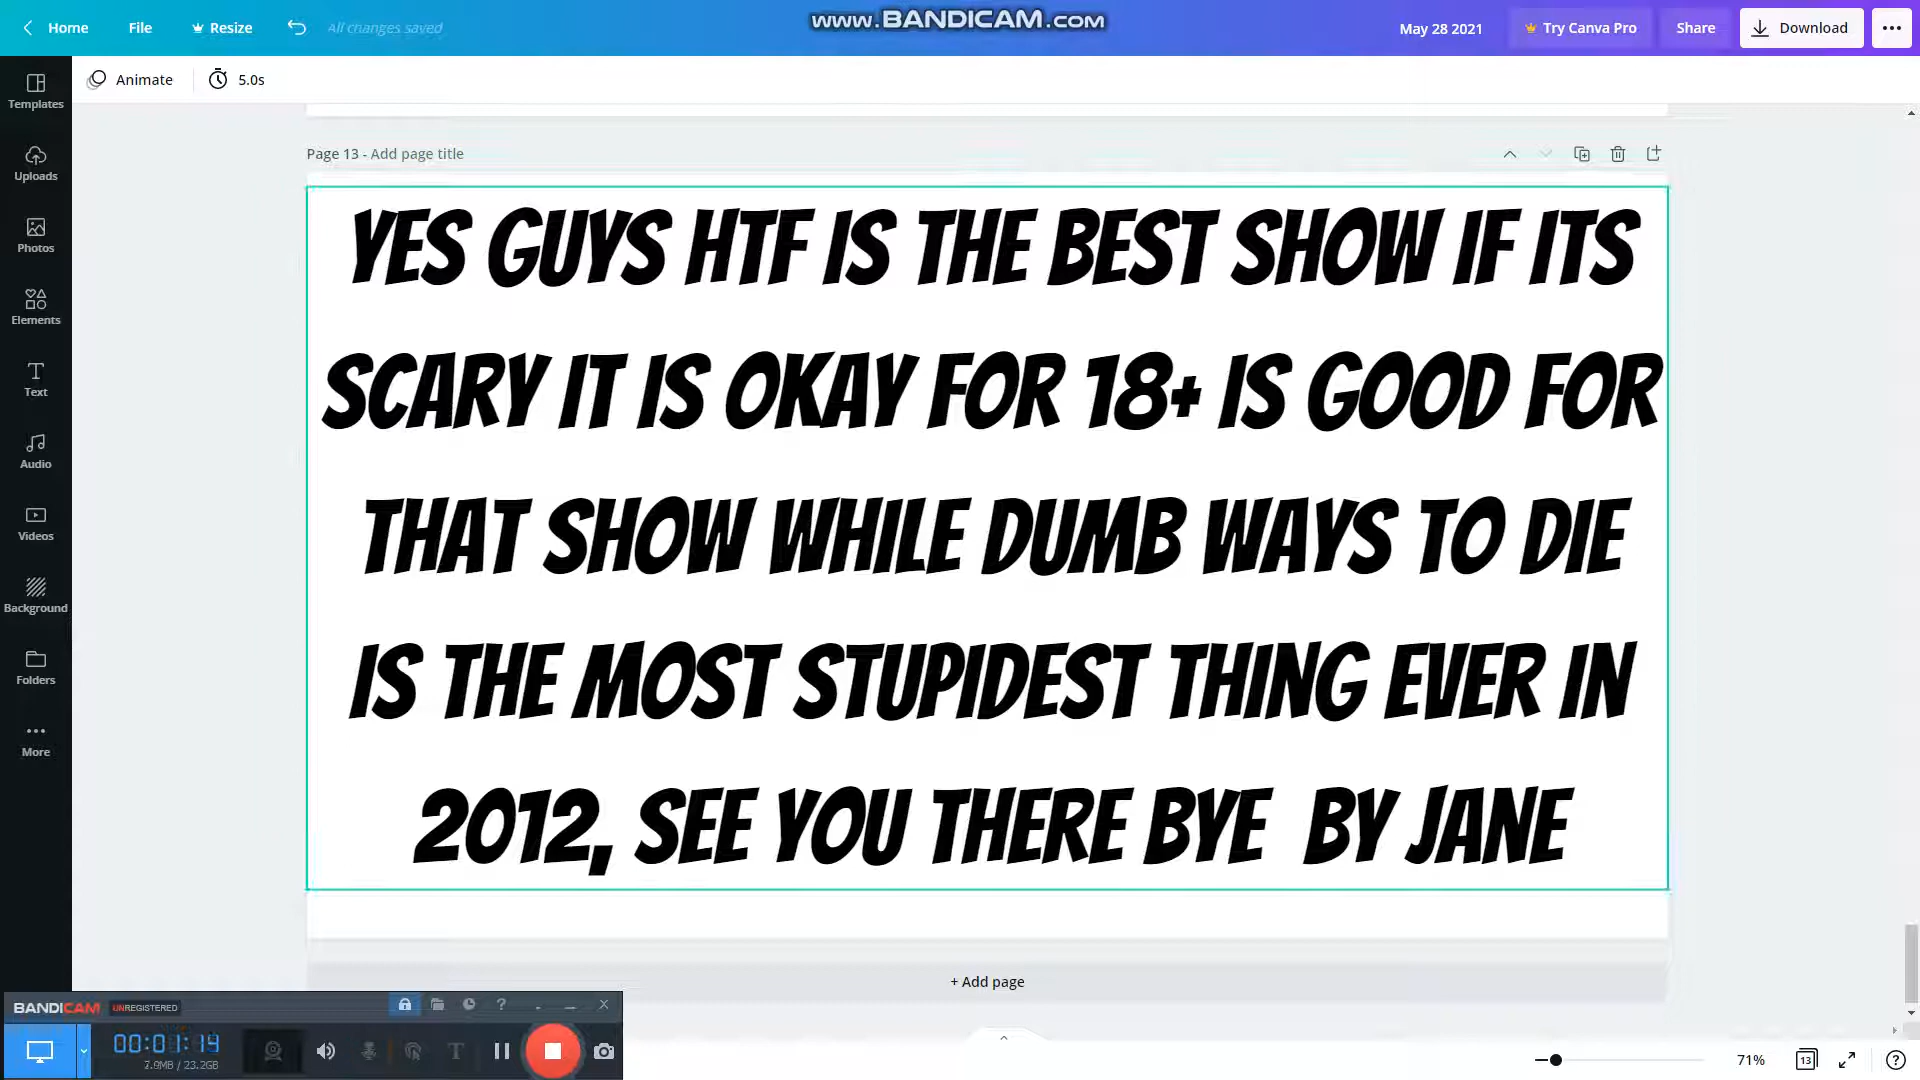 Home File Resize All changes saved www.BANDICAM.com May 28 2021 Try Canva Pro Share Download
Templates Animate 5.0s
Page 13 - Add page title
Uploads
Photos
Elements
Text
Audio
Videos
Background
Folders
More
YES GUYS HTF IS THE BEST SHOW IF ITS
SCARY IT IS OKAY FOR 18+ IS GOOD FOR
THAT SHOW WHILE DUMB WAYS TO DIE
IS THE MOST STUPIDEST THING EVER IN
2012, SEE YOU THERE BYE BY JANE
+ Add page
BANDICAM UNREGISTERED ?
00:01:14
7.9MB / 23.2GB
T
71% 13 ?